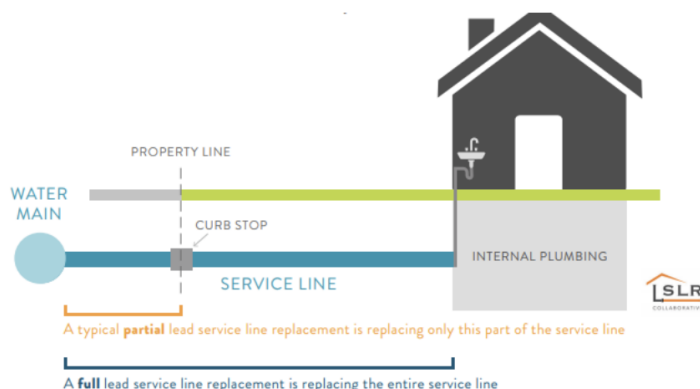 PROPERTY LINE
WATER
MAIN
CURB STOP
SERVICE LINE
INTERNAL PLUMBING
SLR
COLLABORATIVE
A typical partial lead service line replacement is replacing only this part of the service line
A full lead service line replacement is replacing the entire service line